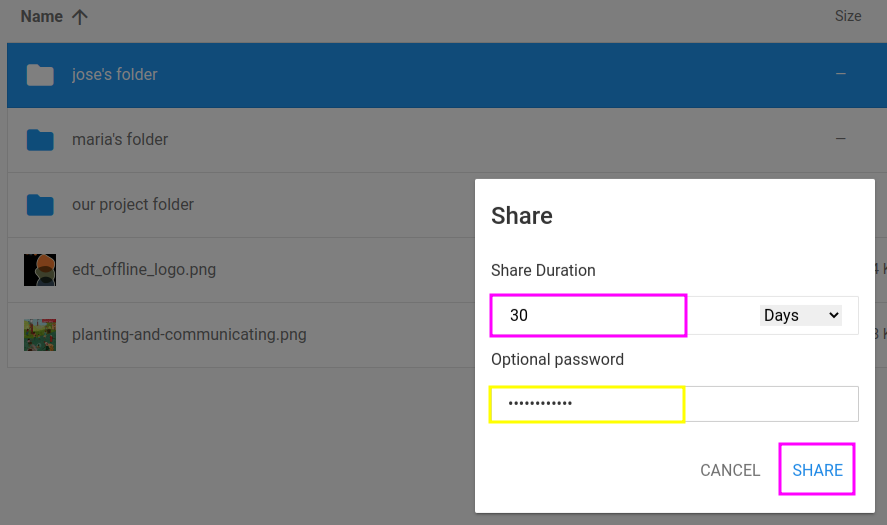 Name Size
jose's folder –
maria's folder –
our project folder
edt_offline_logo.png
planting-and-communicating.png
Share
Share Duration
30 Days
Optional password
••••••••••••
CANCEL SHARE